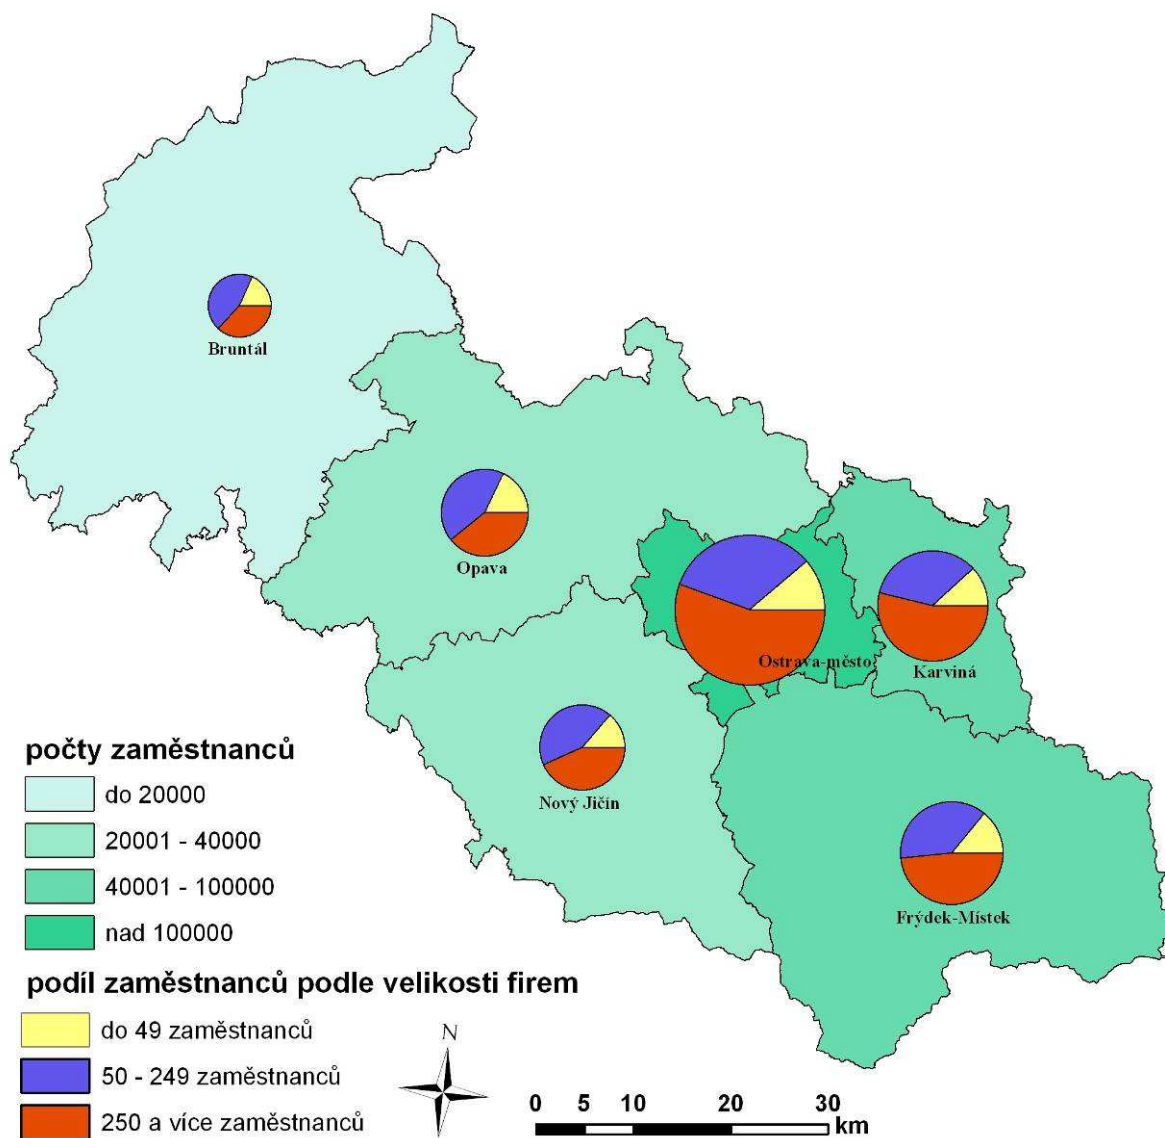 Bruntál
Opava
Ostrava-město
Karviná
Nový Jičín
Frýdek-Místek
počty zaměstnanců
do 20000
20001 - 40000
40001 - 100000
nad 100000
podíl zaměstnanců podle velikosti firem
do 49 zaměstnanců
50 - 249 zaměstnanců
250 a více zaměstnanců
N
0 5 10 20 30
km